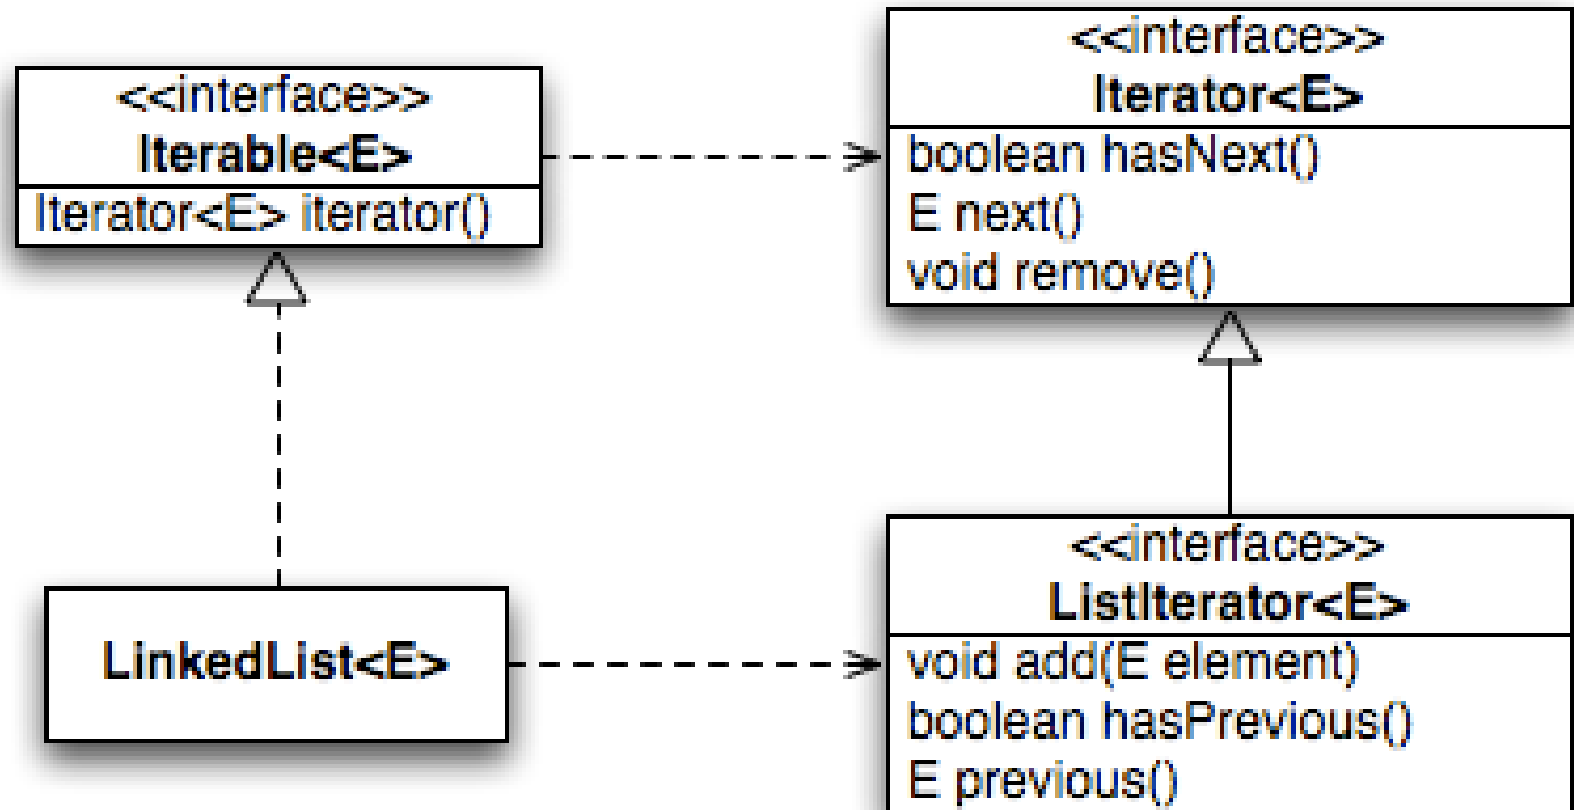 <<interface>>
Iterable<E>
Iterator<E> iterator()
<<interface>>
Iterator<E>
boolean hasNext()
E next()
void remove()
LinkedList<E>
<<interface>>
ListIterator<E>
void add(E element)
boolean hasPrevious()
E previous()